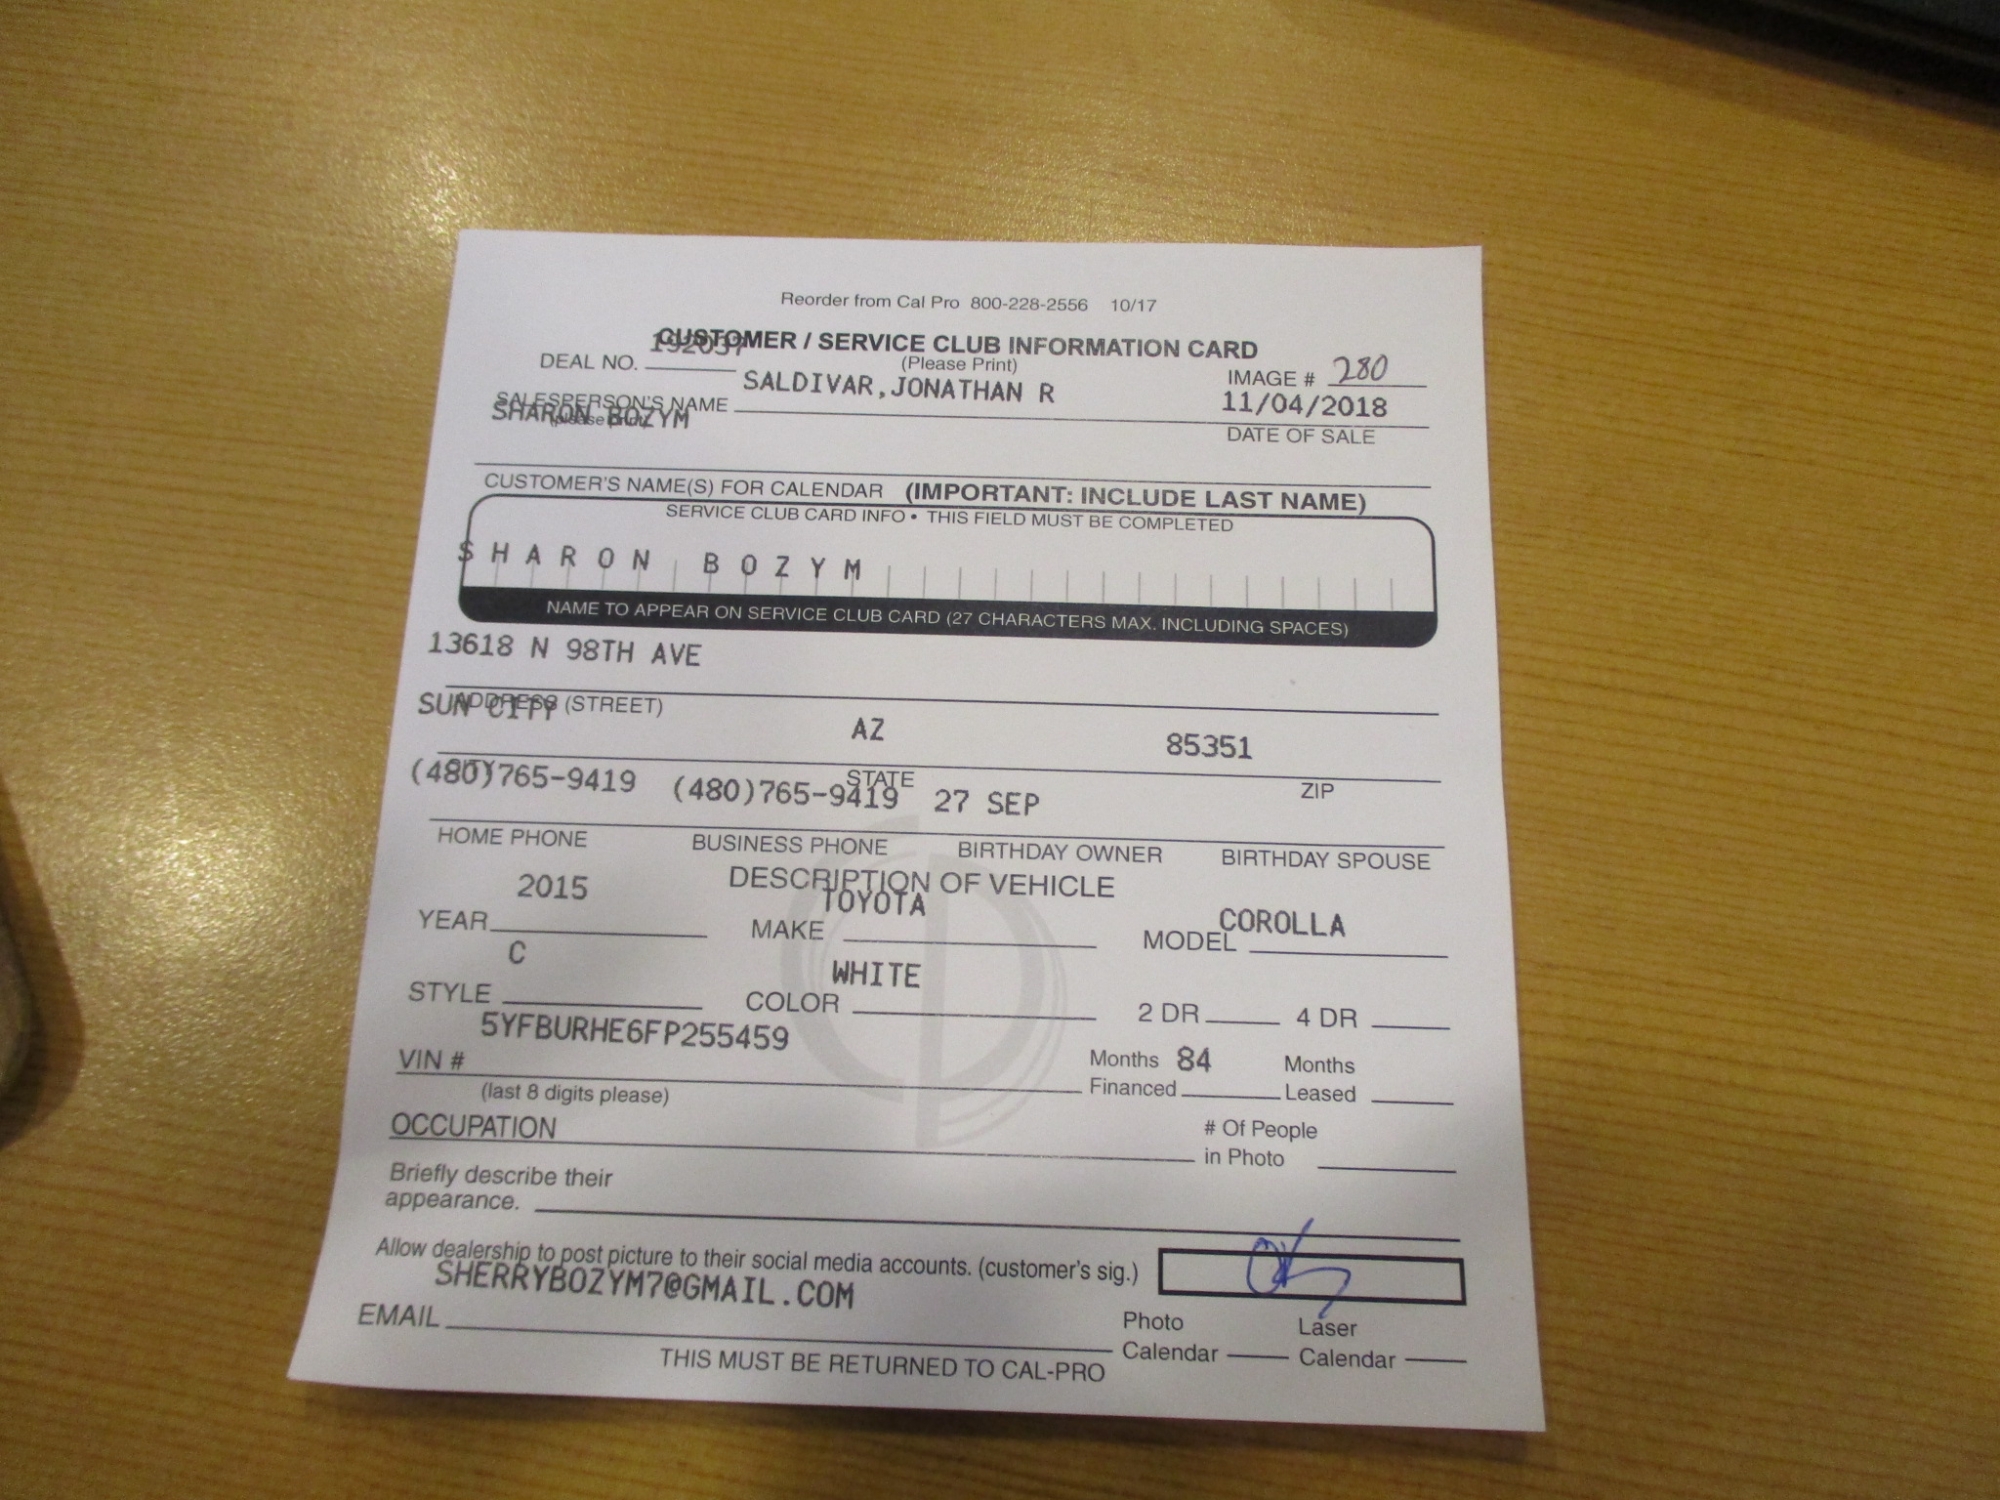 Reorder from Cal Pro 800-228-2556 10/17
CUSTOMER / SERVICE CLUB INFORMATION CARD
(Please Print)
DEAL NO. 192037
IMAGE # 280
SALESPERSON'S NAME SALDIVAR,JONATHAN R 11/04/2018
(please print)
SHARON BOZYM
DATE OF SALE
CUSTOMER'S NAME(S) FOR CALENDAR (IMPORTANT: INCLUDE LAST NAME)
SERVICE CLUB CARD INFO • THIS FIELD MUST BE COMPLETED
SHARON BOZYM
NAME TO APPEAR ON SERVICE CLUB CARD (27 CHARACTERS MAX. INCLUDING SPACES)
13618 N 98TH AVE
ADDRESS (STREET)
SUN CITY AZ 85351
CITY STATE ZIP
(480)765-9419 (480)765-9419 27 SEP
HOME PHONE BUSINESS PHONE BIRTHDAY OWNER BIRTHDAY SPOUSE
DESCRIPTION OF VEHICLE
YEAR 2015 MAKE TOYOTA MODEL COROLLA
STYLE C COLOR WHITE 2 DR 4 DR
VIN # 5YFBURHE6FP255459 Months Financed 84 Months Leased
(last 8 digits please)
OCCUPATION # Of People in Photo
Briefly describe their
appearance.
Allow dealership to post picture to their social media accounts. (customer's sig.)
SHERRYBOZYM7@GMAIL.COM
EMAIL Photo Calendar Laser Calendar
THIS MUST BE RETURNED TO CAL-PRO